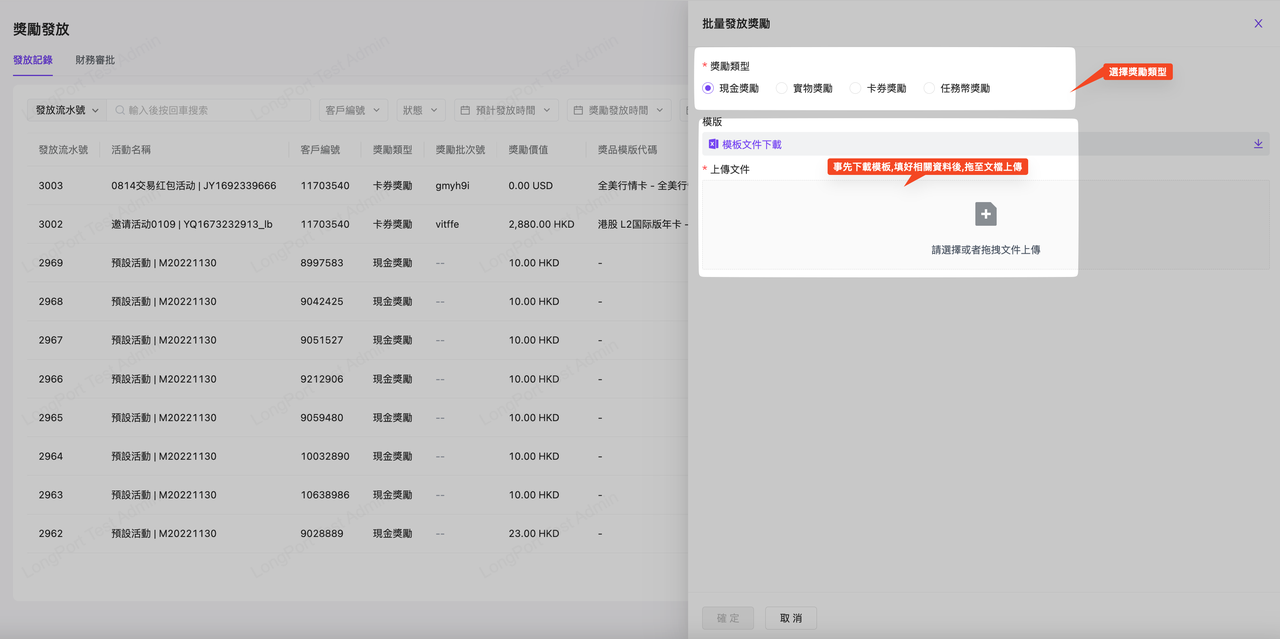 獎勵發放
發放記錄 財務審批
發放流水號 輸入後按回車搜索 客戶編號 狀態 預計發放時間 獎勵發放時間
發放流水號 活動名稱 客戶編號 獎勵類型 獎勵批次號 獎勵價值 獎品模版代碼
3003 0814交易红包活动 | JY1692339666 11703540 卡券獎勵 gmyh9i 0.00 USD 全美行情卡 - 全美行
3002 邀请活动0109 | YQ1673232913_lb 11703540 卡券獎勵 vitffe 2,880.00 HKD 港股 L2国际版年卡 -
2969 預設活動 | M20221130 8997583 現金獎勵 -- 10.00 HKD -
2968 預設活動 | M20221130 9042425 現金獎勵 -- 10.00 HKD -
2967 預設活動 | M20221130 9051527 現金獎勵 -- 10.00 HKD -
2966 預設活動 | M20221130 9212906 現金獎勵 -- 10.00 HKD -
2965 預設活動 | M20221130 9059480 現金獎勵 -- 10.00 HKD -
2964 預設活動 | M20221130 10032890 現金獎勵 -- 10.00 HKD -
2963 預設活動 | M20221130 10638986 現金獎勵 -- 10.00 HKD -
2962 預設活動 | M20221130 9028889 現金獎勵 -- 23.00 HKD -
批量發放獎勵
* 獎勵類型
現金獎勵 實物獎勵 卡券獎勵 任務幣獎勵
選擇獎勵類型
模版
模板文件下載
* 上傳文件
事先下載模板,填好相關資料後,拖至文檔上傳
請選擇或者拖拽文件上傳
確定 取消
LongPort Test Admin